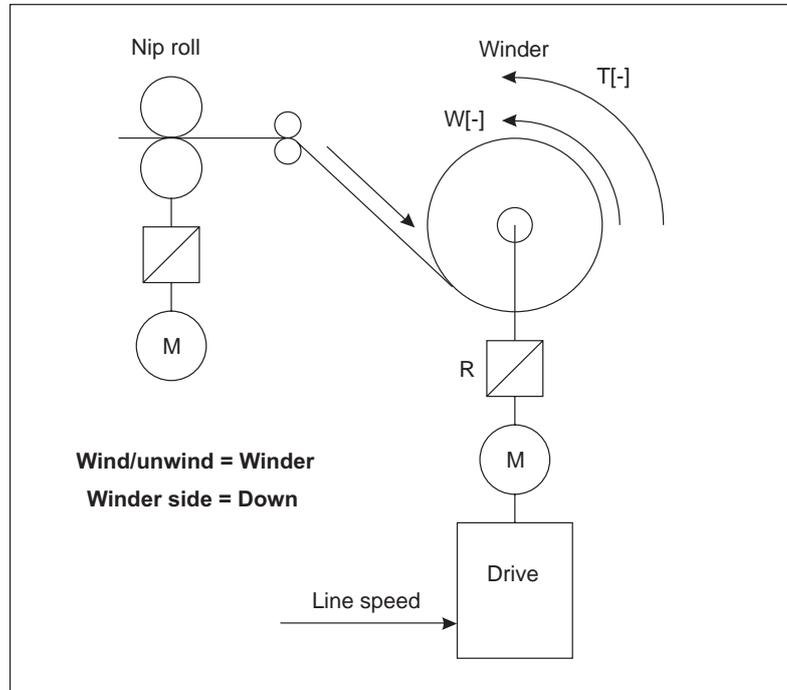 Nip roll
Winder
T[-]
W[-]
R
M
M
Wind/unwind = Winder
Winder side = Down
Drive
Line speed